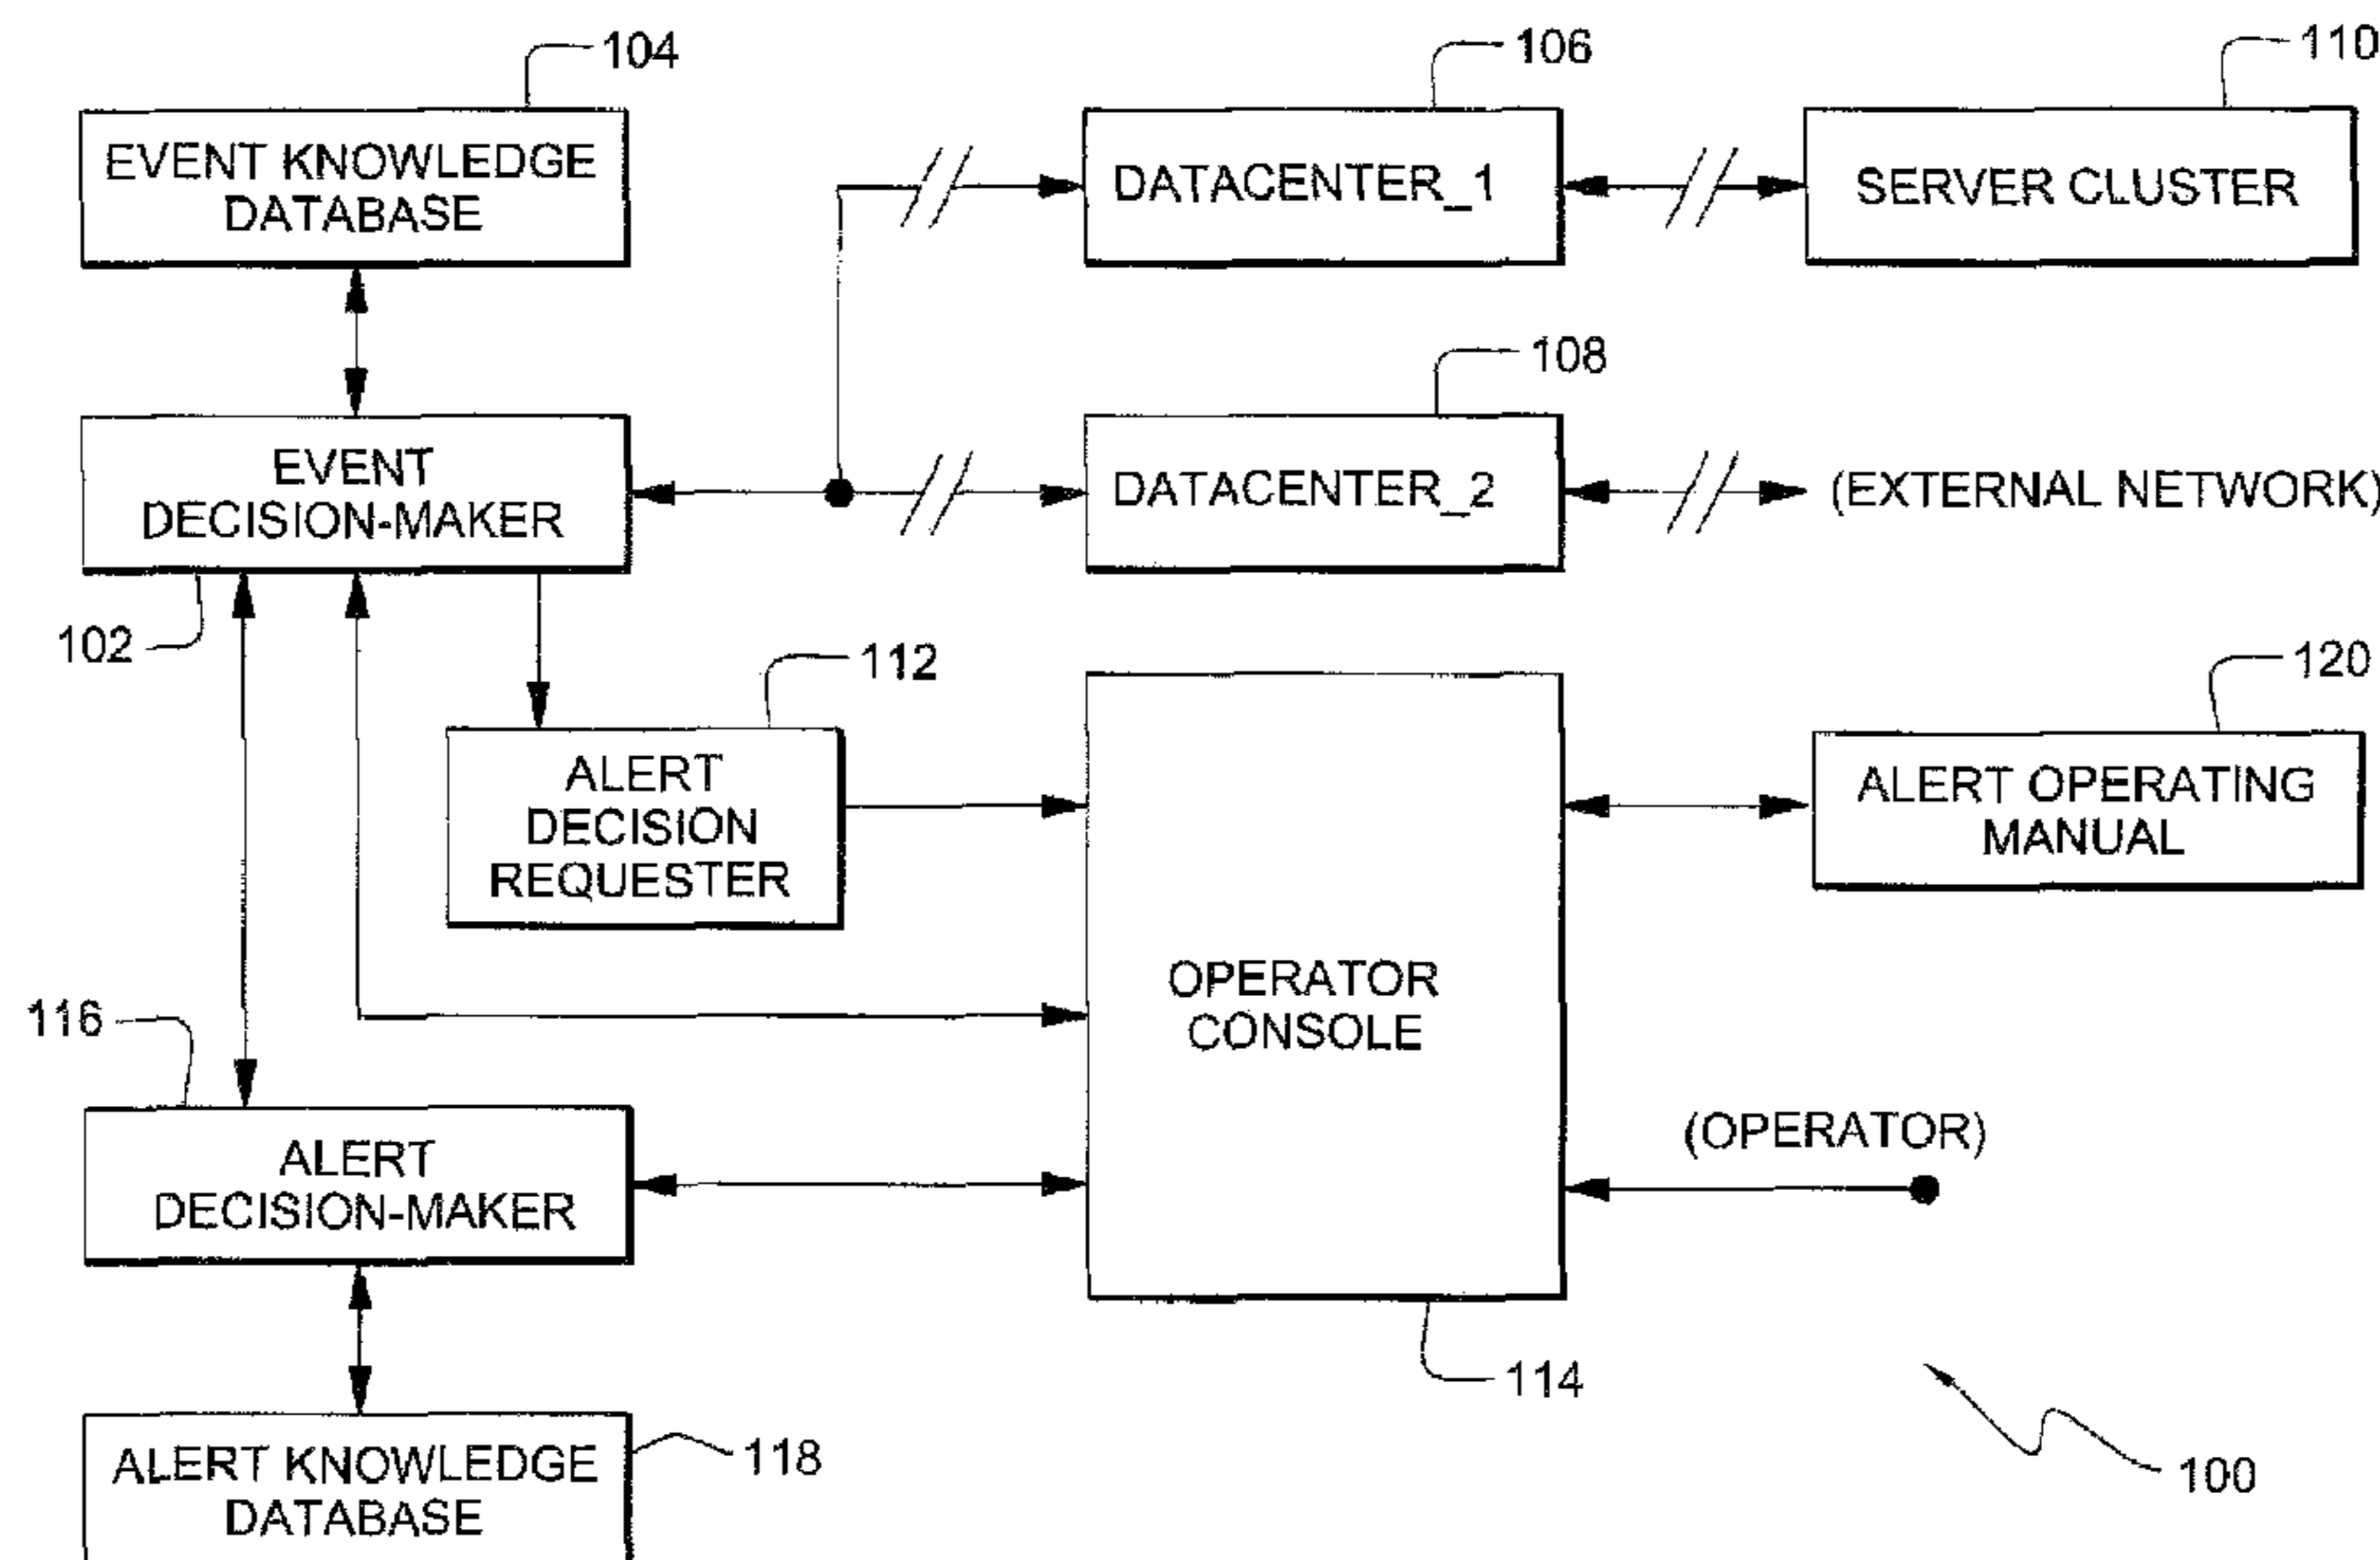 104
106
110
EVENT KNOWLEDGE
DATABASE
DATACENTER_1
SERVER CLUSTER
108
EVENT
DECISION-MAKER
DATACENTER_2
(EXTERNAL NETWORK)
102
112
120
ALERT
DECISION
REQUESTER
ALERT OPERATING
MANUAL
OPERATOR
CONSOLE
116
ALERT
DECISION-MAKER
(OPERATOR)
114
ALERT KNOWLEDGE
DATABASE
118
100